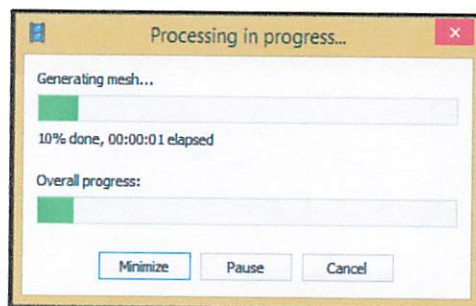 Processing in progress...
Generating mesh...
10% done, 00:00:01 elapsed
Overall progress:
Minimize Pause Cancel